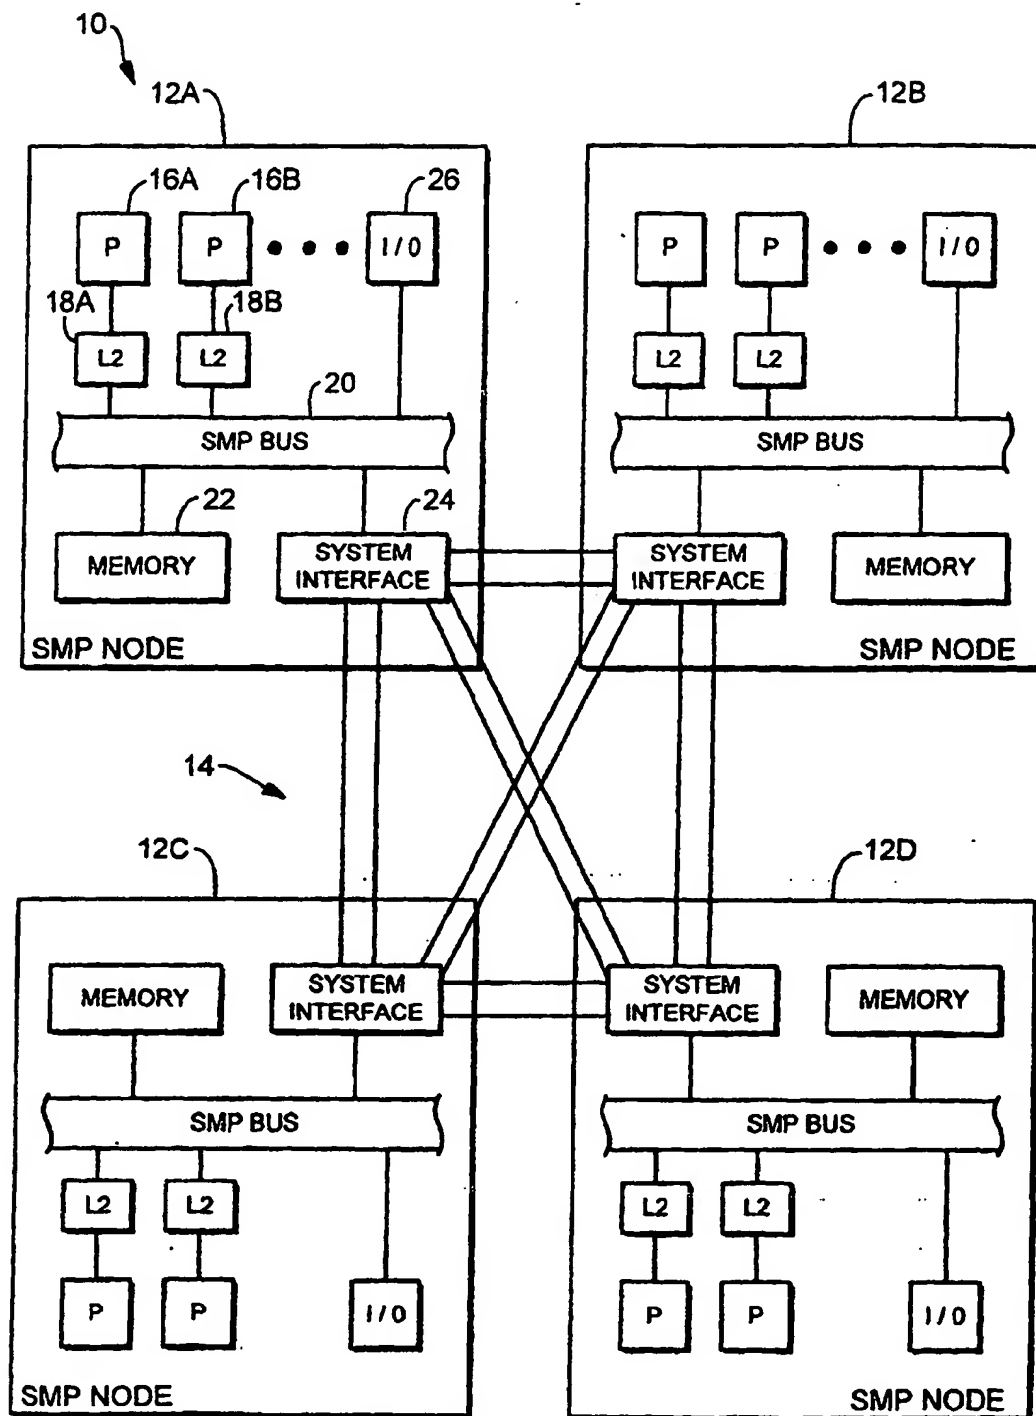 10
12A
12B
16A
16B
26
P
P
I/O
P
P
I/O
18A
18B
L2
L2
L2
L2
20
SMP BUS
SMP BUS
22
24
MEMORY
SYSTEM
INTERFACE
SYSTEM
INTERFACE
MEMORY
SMP NODE
SMP NODE
14
12C
12D
MEMORY
SYSTEM
INTERFACE
SYSTEM
INTERFACE
MEMORY
SMP BUS
SMP BUS
L2
L2
L2
L2
P
P
I/O
P
P
I/O
SMP NODE
SMP NODE